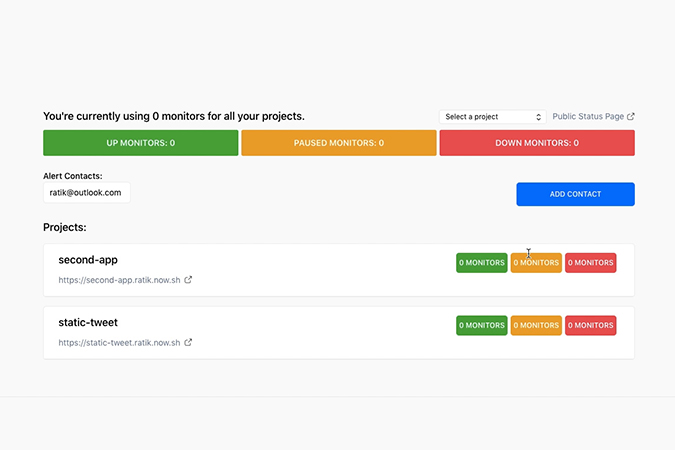 You're currently using 0 monitors for all your projects.
Select a project
Public Status Page
UP MONITORS: 0
PAUSED MONITORS: 0
DOWN MONITORS: 0
Alert Contacts:
ratik@outlook.com
ADD CONTACT
Projects:
second-app
0 MONITORS
0 MONITORS
0 MONITORS
https://second-app.ratik.now.sh
static-tweet
0 MONITORS
0 MONITORS
0 MONITORS
https://static-tweet.ratik.now.sh